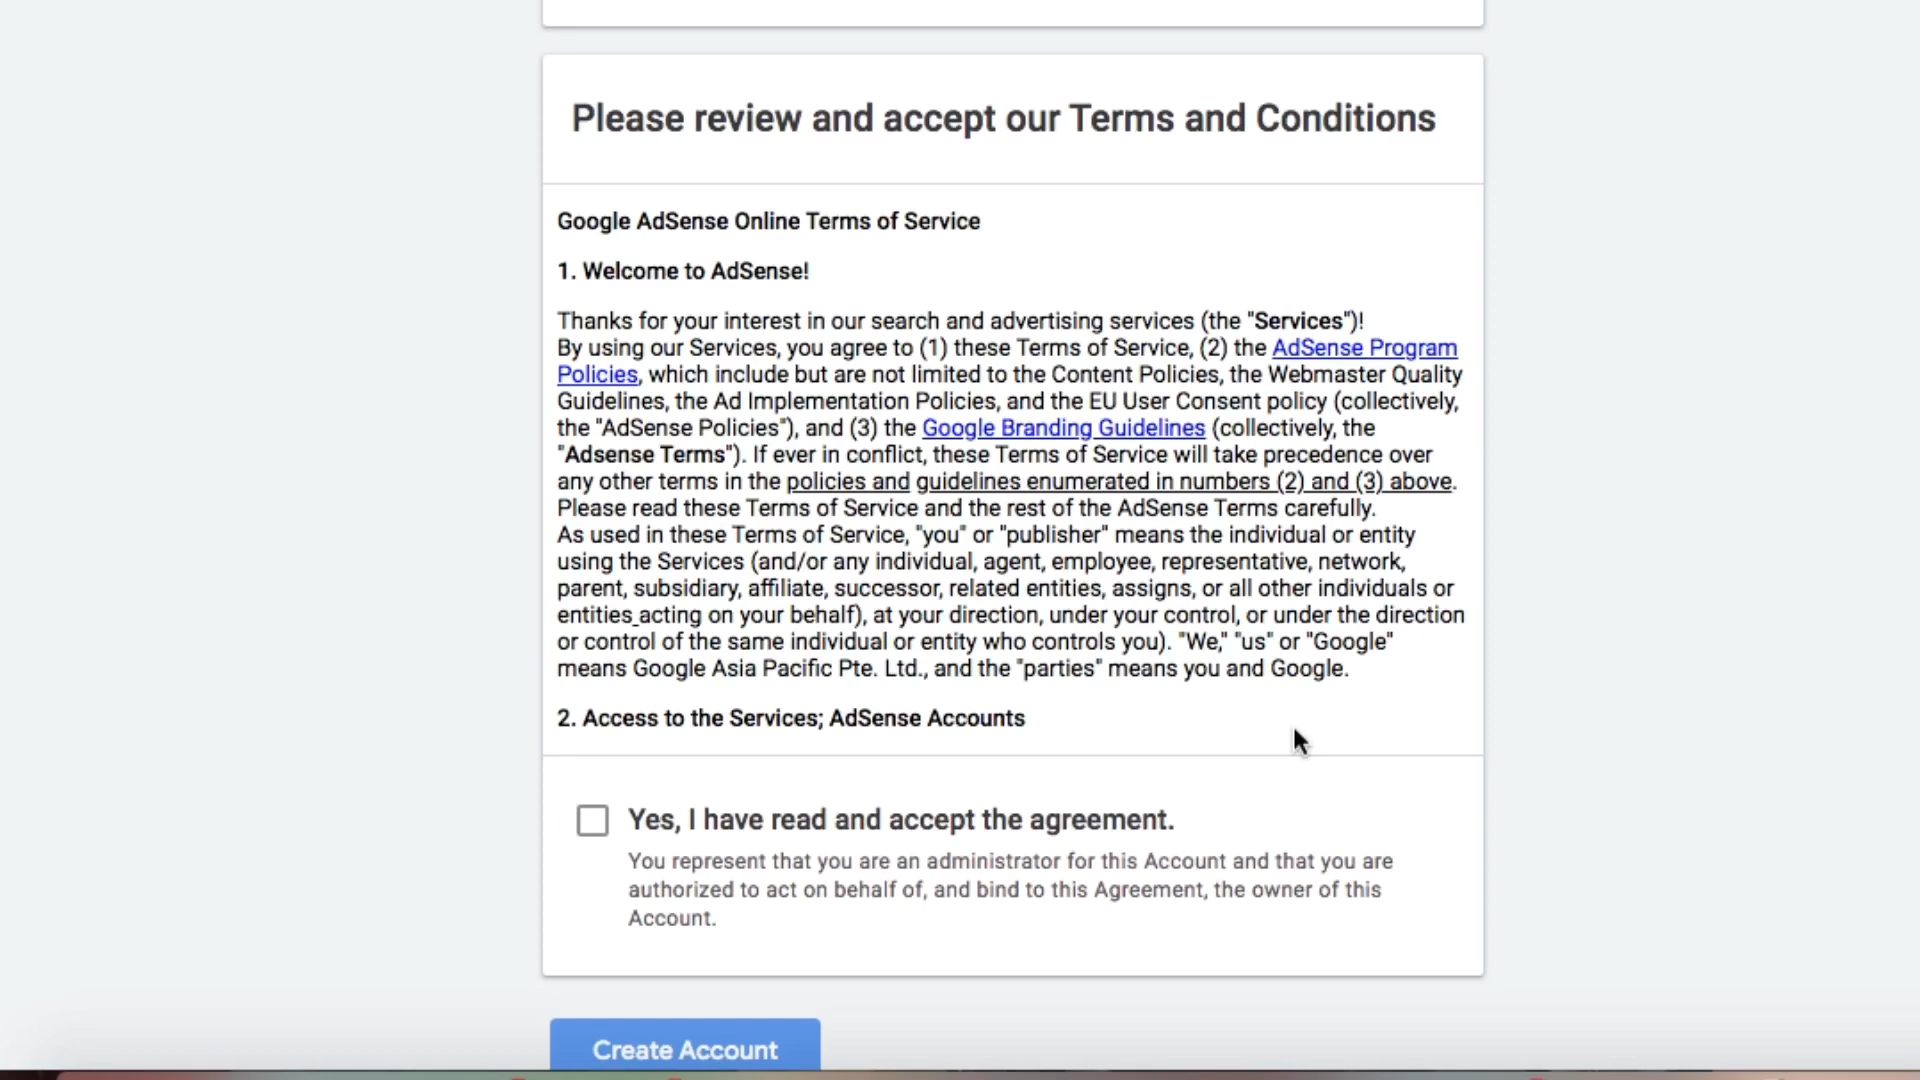 Please review and accept our Terms and Conditions
Google AdSense Online Terms of Service
1. Welcome to AdSense!
Thanks for your interest in our search and advertising services (the "Services")!
By using our Services, you agree to (1) these Terms of Service, (2) the AdSense Program
Policies, which include but are not limited to the Content Policies, the Webmaster Quality
Guidelines, the Ad Implementation Policies, and the EU User Consent policy (collectively,
the "AdSense Policies"), and (3) the Google Branding Guidelines (collectively, the
"Adsense Terms"). If ever in conflict, these Terms of Service will take precedence over
any other terms in the policies and guidelines enumerated in numbers (2) and (3) above.
Please read these Terms of Service and the rest of the AdSense Terms carefully.
As used in these Terms of Service, "you" or "publisher" means the individual or entity
using the Services (and/or any individual, agent, employee, representative, network,
parent, subsidiary, affiliate, successor, related entities, assigns, or all other individuals or
entities acting on your behalf), at your direction, under your control, or under the direction
or control of the same individual or entity who controls you). "We," "us" or "Google"
means Google Asia Pacific Pte. Ltd., and the "parties" means you and Google.
2. Access to the Services; AdSense Accounts
Yes, I have read and accept the agreement.
You represent that you are an administrator for this Account and that you are
authorized to act on behalf of, and bind to this Agreement, the owner of this
Account.
Create Account